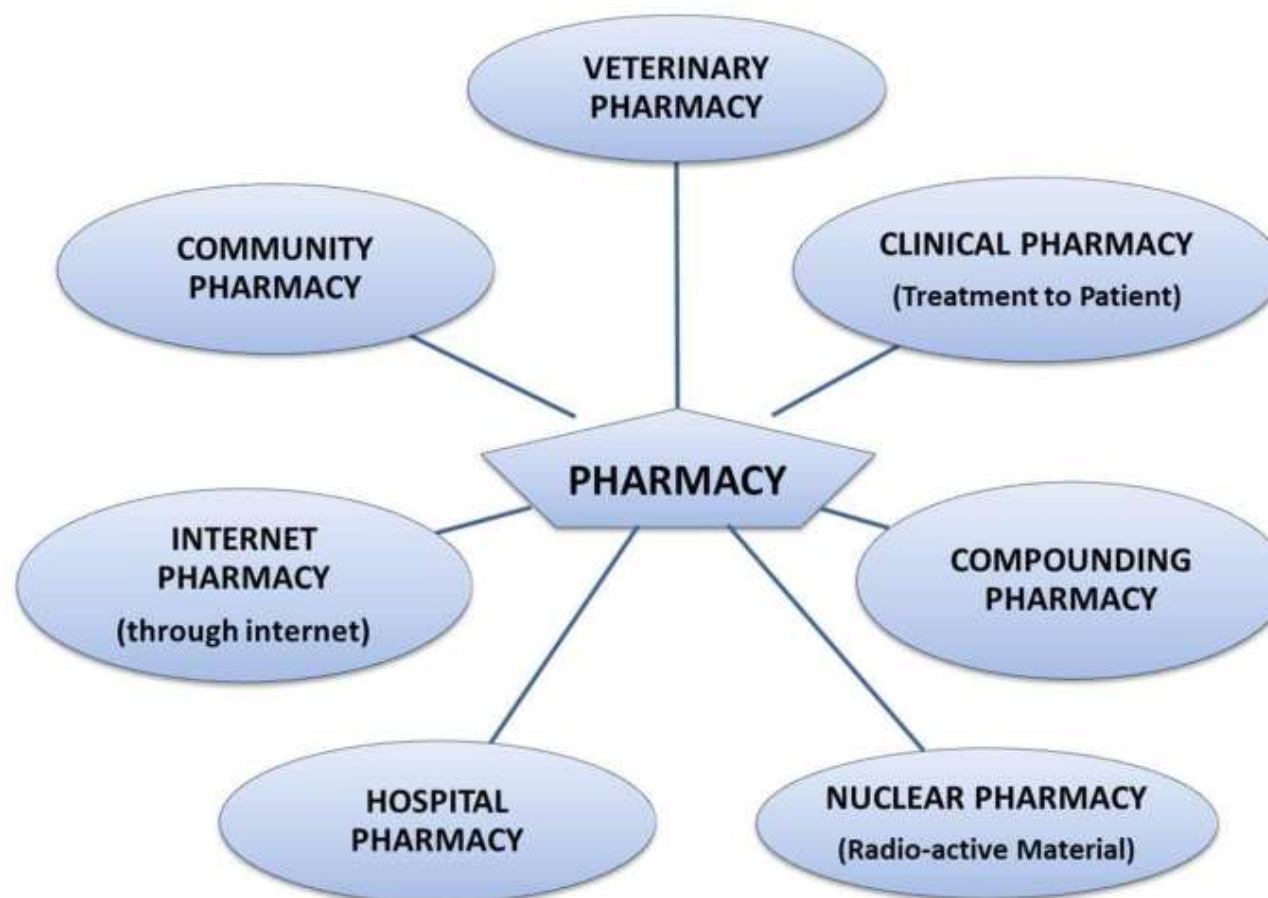 VETERINARY
PHARMACY
COMMUNITY
PHARMACY
CLINICAL PHARMACY
(Treatment to Patient)
PHARMACY
INTERNET
PHARMACY
(through internet)
COMPOUNDING
PHARMACY
HOSPITAL
PHARMACY
NUCLEAR PHARMACY
(Radio-active Material)